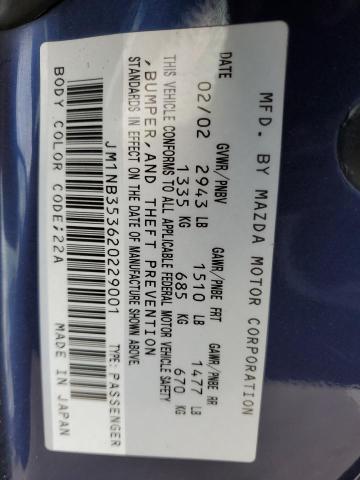 MFD. BY MAZDA MOTOR CORPORATION
DATE GVWR/PNBV GAWR/PNBE FRT GAWR/PNBE RR
02/02 2943 LB 1510 LB 1477 LB
1335 KG 685 KG 670 KG
THIS VEHICLE CONFORMS TO ALL APPLICABLE FEDERAL MOTOR VEHICLE SAFETY
,BUMPER,AND THEFT PREVENTION
STANDARDS IN EFFECT ON THE DATE OF MANUFACTURE SHOWN ABOVE.
JM1NB353620229001 TYPE: PASSENGER
BODY COLOR CODE:22A MADE IN JAPAN